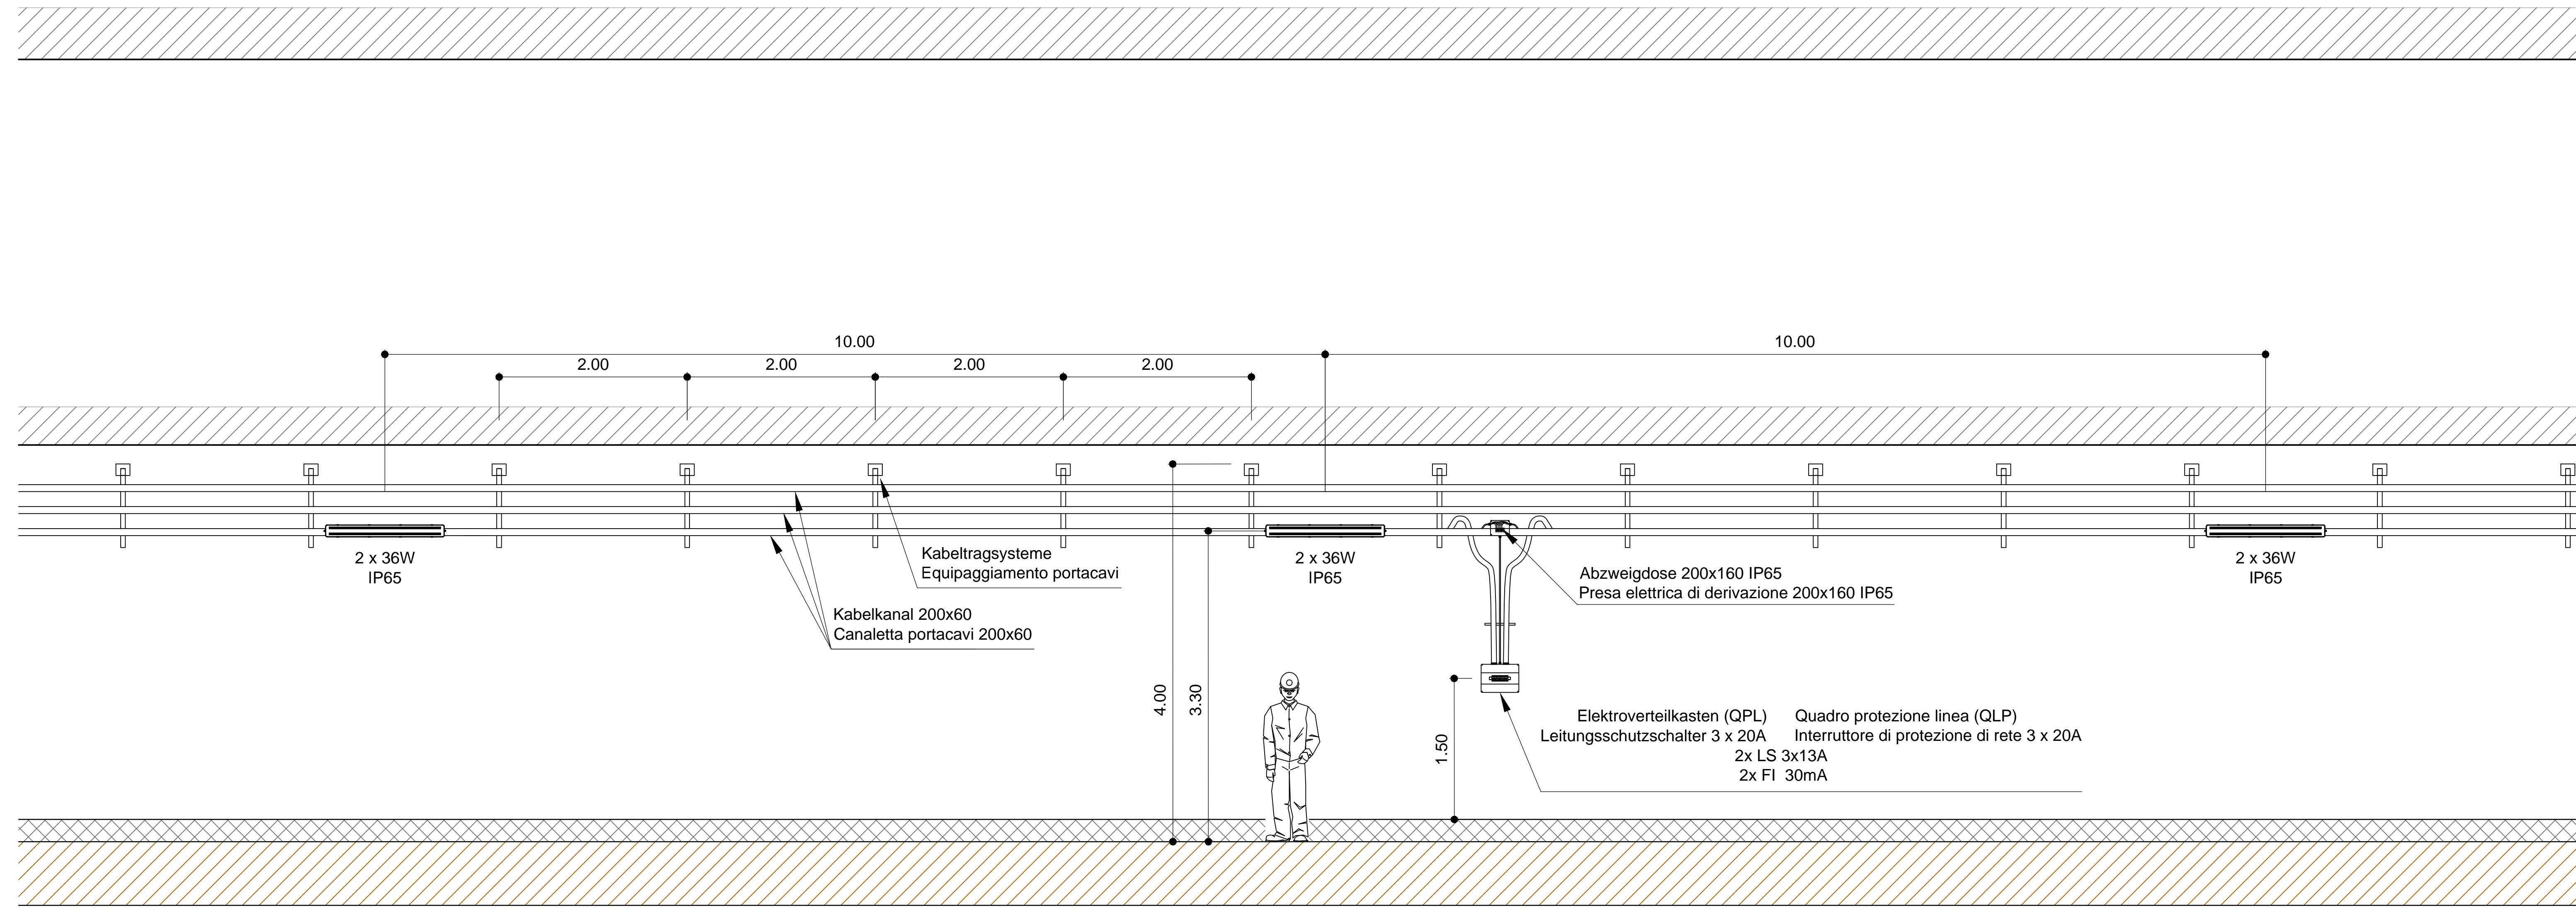 10.00
10.00
2.00
2.00
2.00
2.00
2 x 36W
IP65
Kabeltragsysteme
Equipaggiamento portacavi
2 x 36W
IP65
Abzweigdose 200x160 IP65
Presa elettrica di derivazione 200x160 IP65
2 x 36W
IP65
Kabelkanal 200x60
Canaletta portacavi 200x60
4.00
3.30
1.50
Elektroverteilkasten (QPL) Quadro protezione linea (QLP)
Leitungsschutzschalter 3 x 20A Interruttore di protezione di rete 3 x 20A
2x LS 3x13A
2x FI 30mA